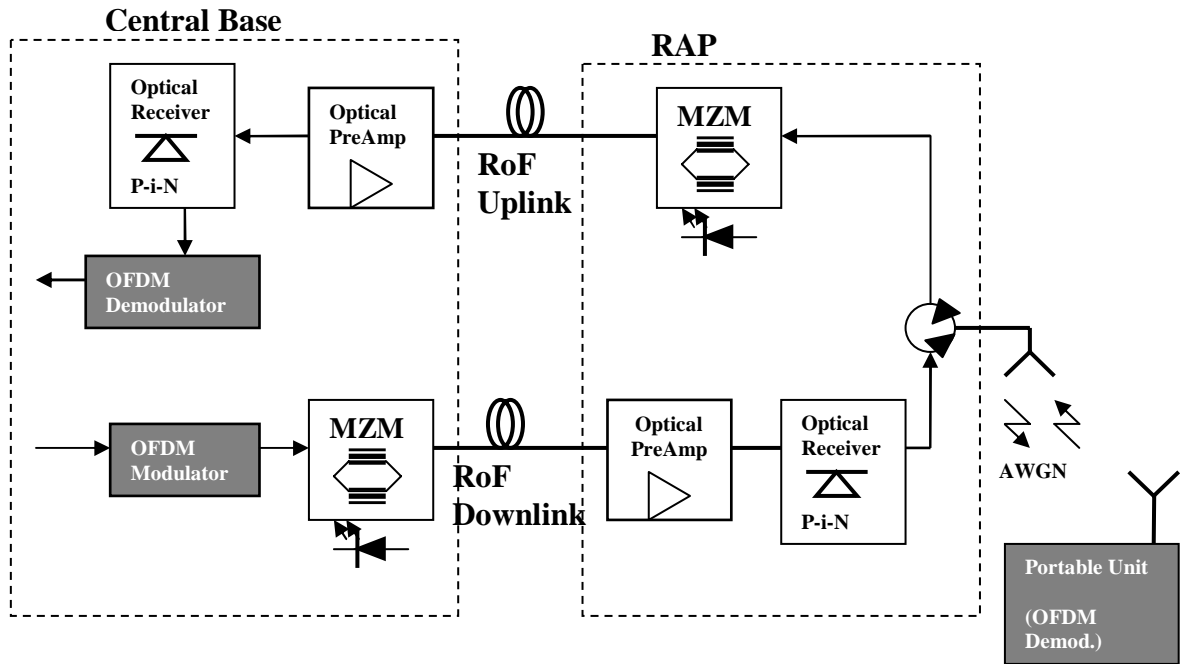 Central Base
RAP
Optical
Receiver
P-i-N
Optical
PreAmp
RoF
Uplink
MZM
OFDM
Demodulator
OFDM
Modulator
MZM
RoF
Downlink
Optical
PreAmp
Optical
Receiver
P-i-N
AWGN
Portable Unit
(OFDM
Demod.)